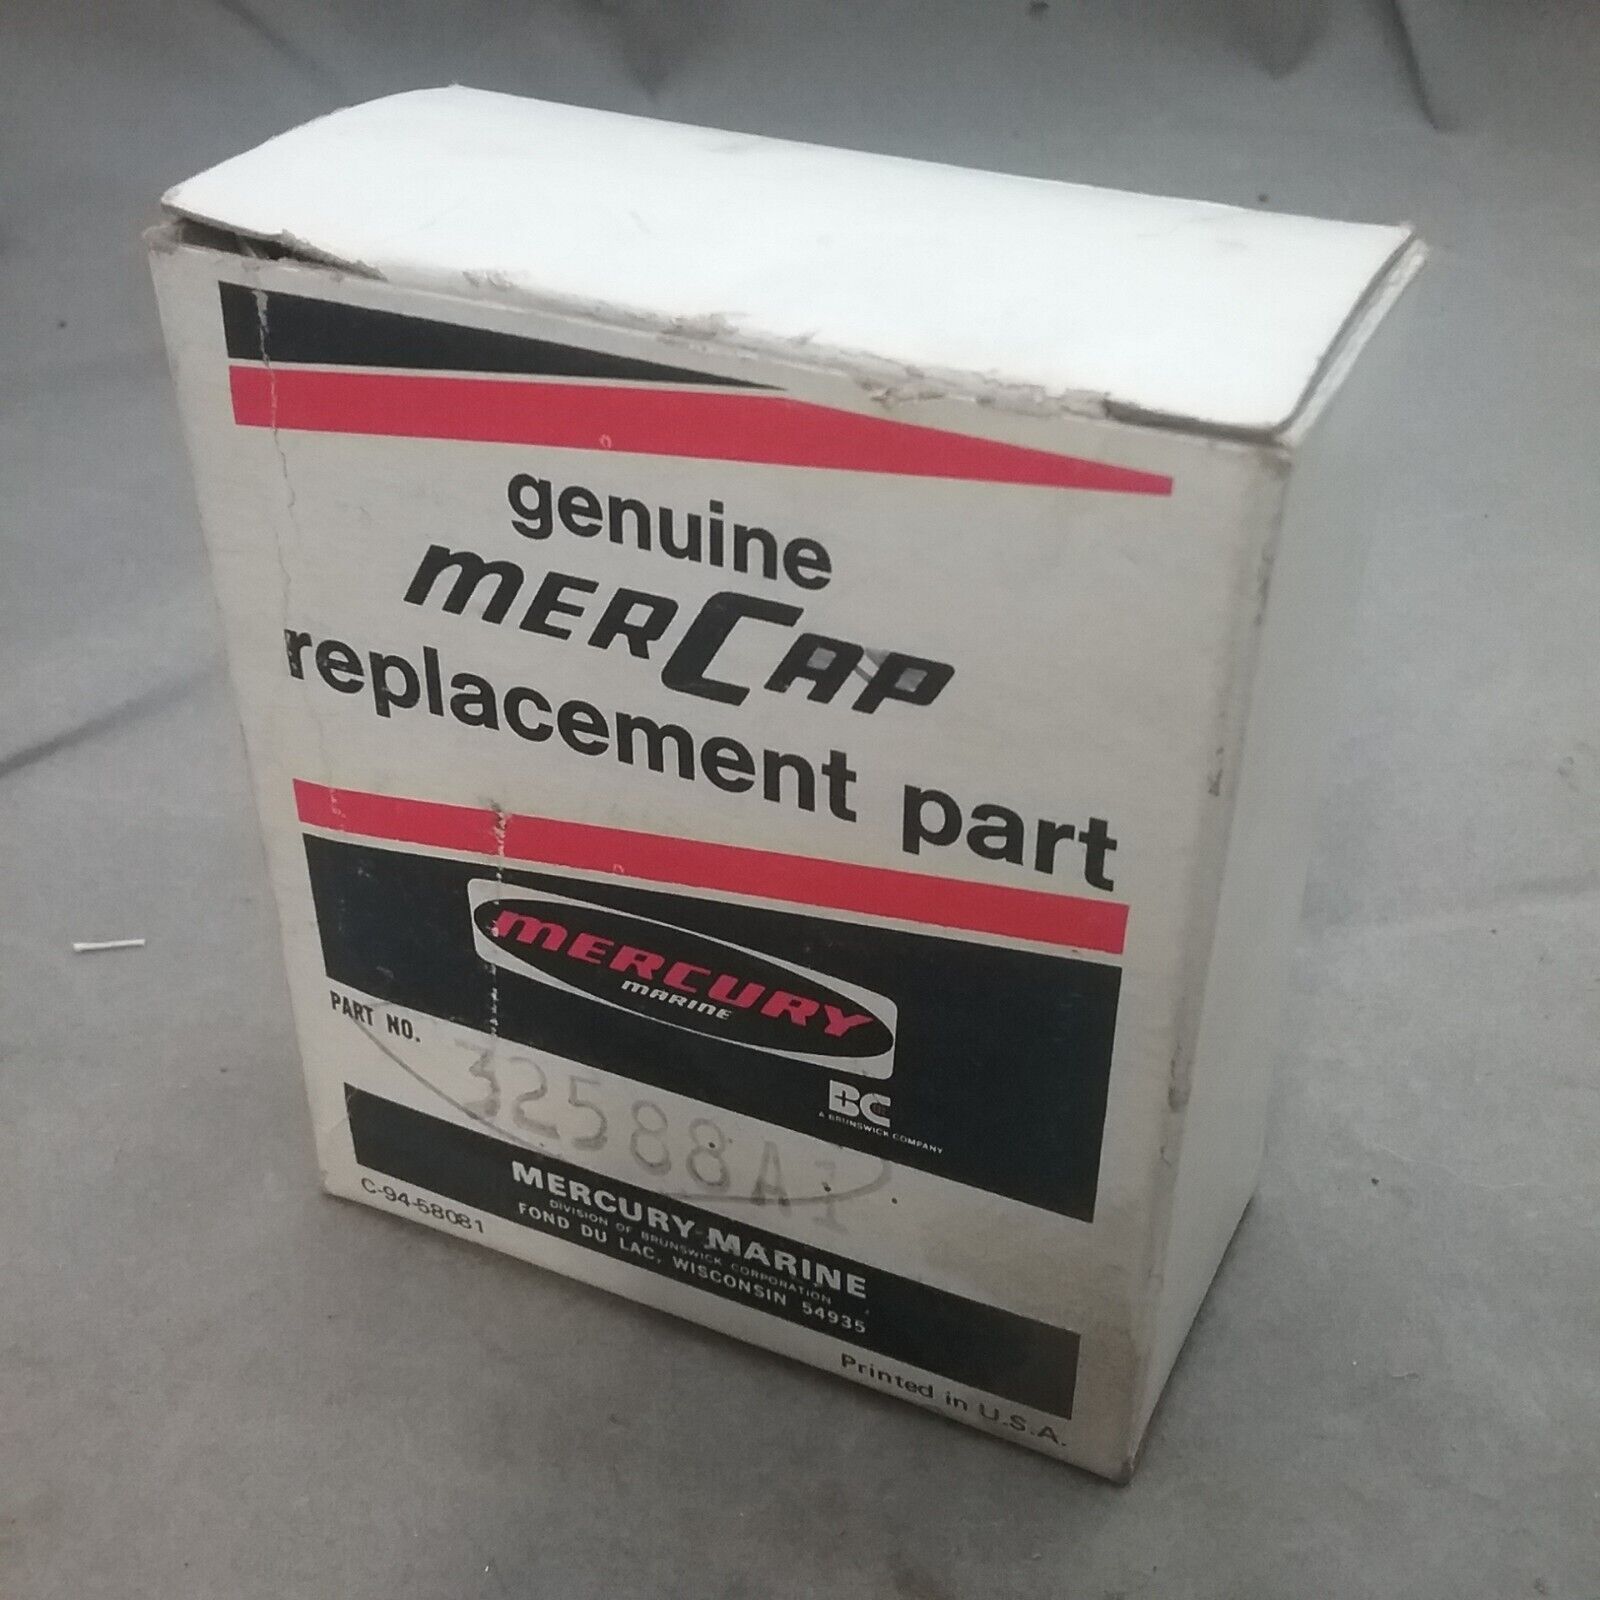 genuine
merCap
replacement part
MERCURY
MARINE
BC
A BRUNSWICK COMPANY
PART NO.
32588A1
MERCURY MARINE
DIVISION OF BRUNSWICK CORPORATION
FOND DU LAC, WISCONSIN 54935
C-94-58081
Printed in U.S.A.